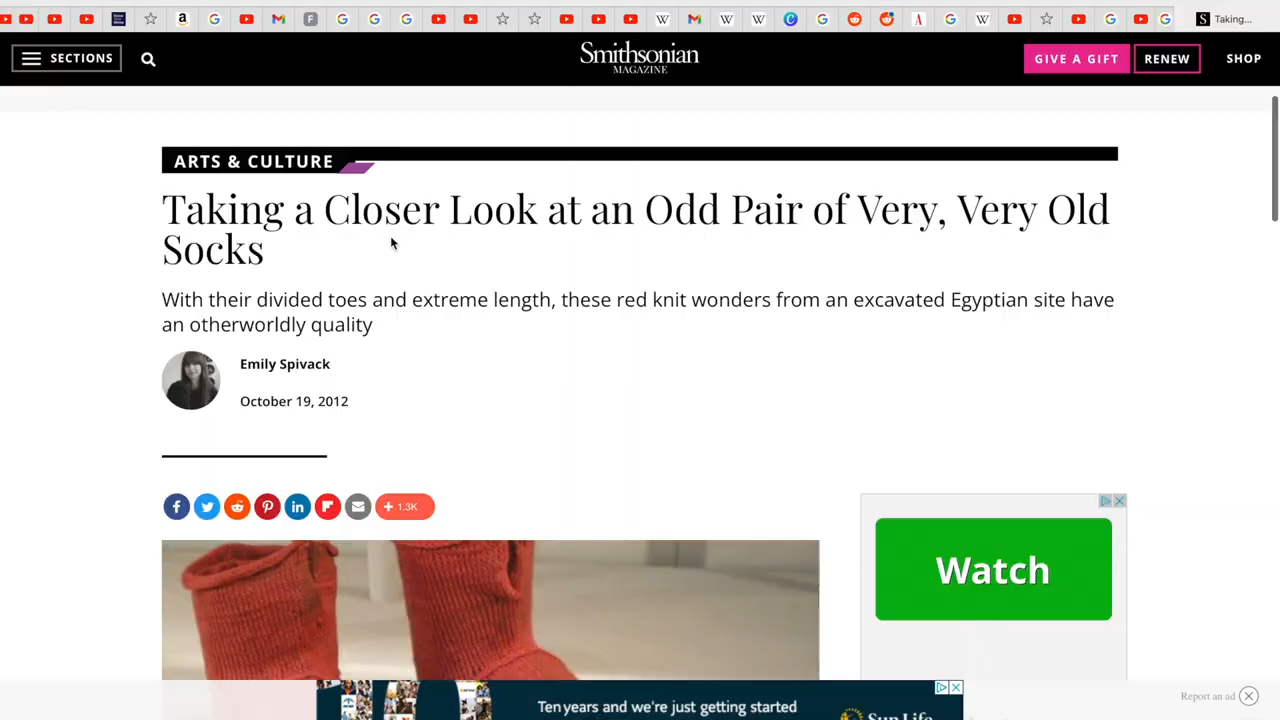 Taking...
SECTIONS
Smithsonian
MAGAZINE
GIVE A GIFT
RENEW
SHOP
ARTS & CULTURE
Taking a Closer Look at an Odd Pair of Very, Very Old
Socks
With their divided toes and extreme length, these red knit wonders from an excavated Egyptian site have
an otherworldly quality
Emily Spivack
October 19, 2012
1.3K
Watch
Ten years and we're just getting started
Sun Life
Report an ad